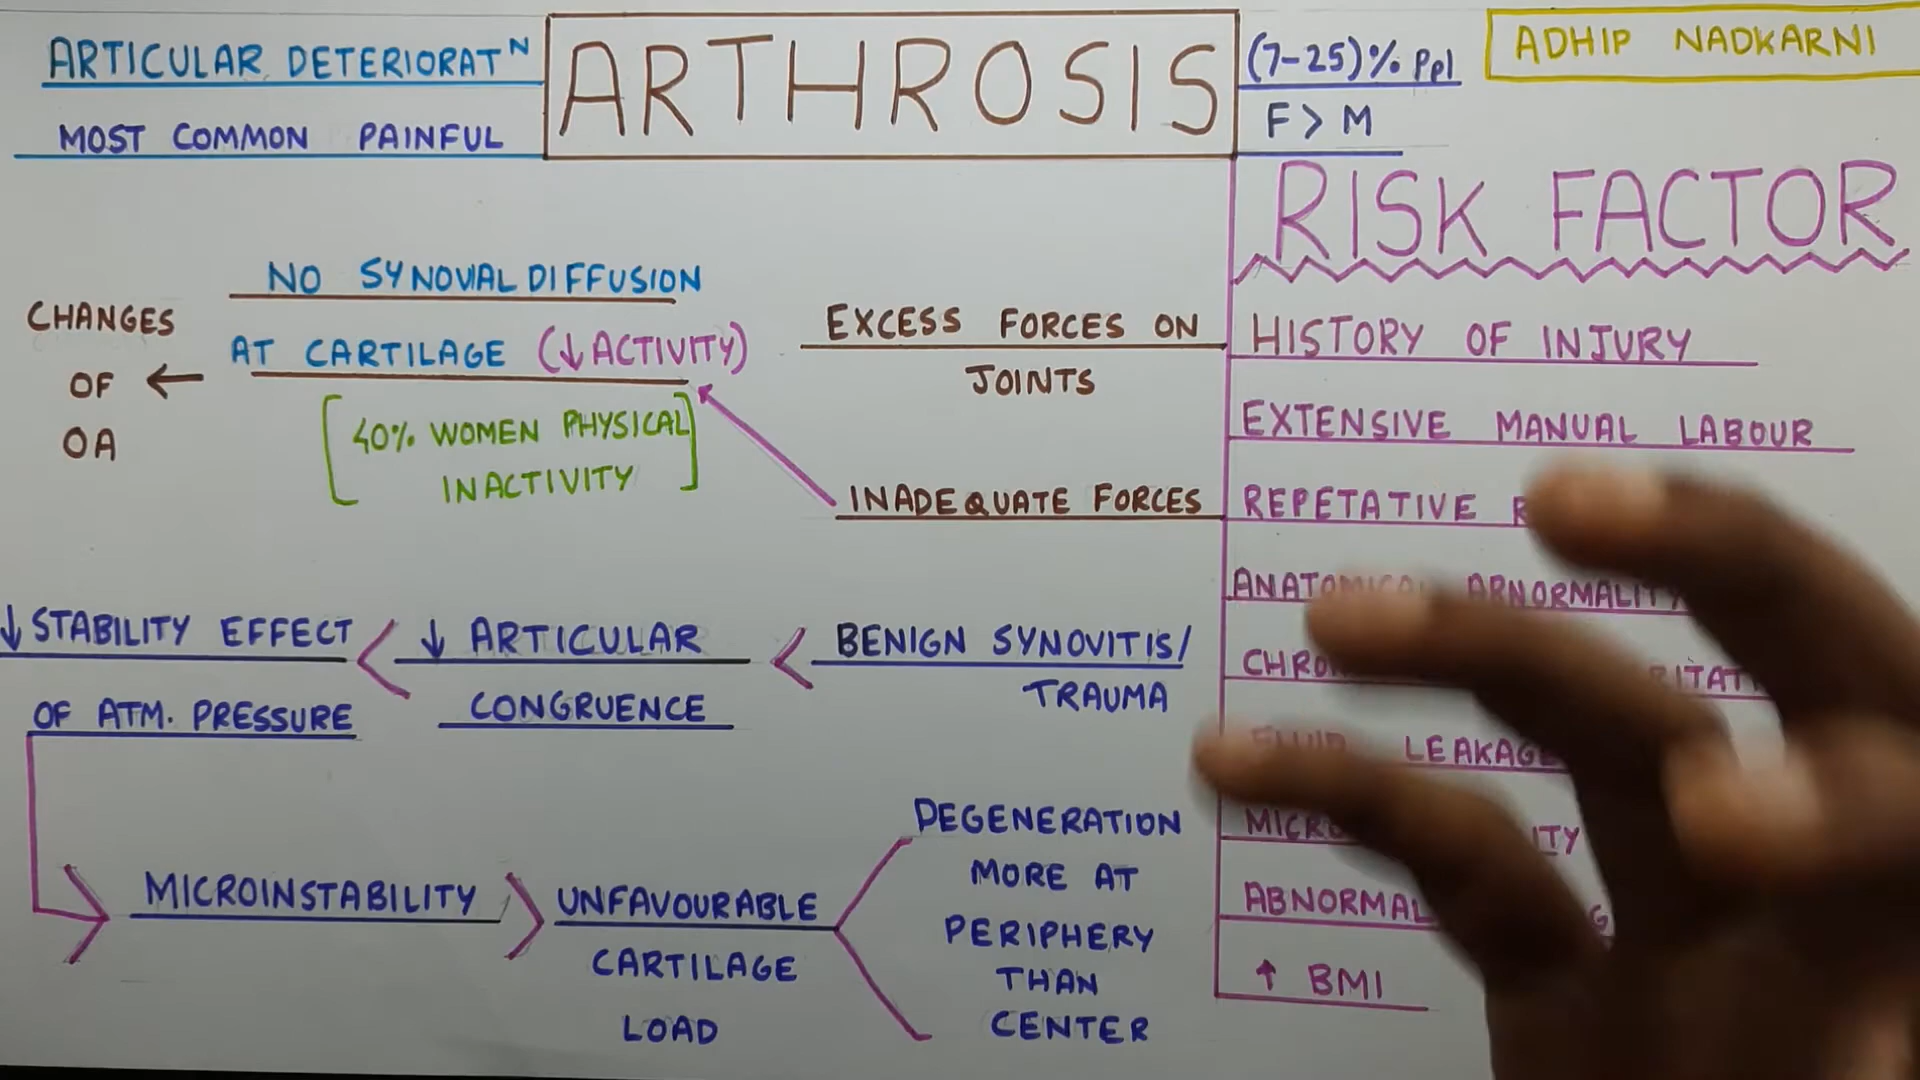 ARTICULAR DETERIORATN
MOST COMMON PAINFUL
ARTHROSIS
(7-25)% Ppl
F > M
ADHIP NADKARNI
RISK FACTOR
HISTORY OF INJURY
EXTENSIVE MANUAL LABOUR
REPETATIVE
ANATOMICAL ABNORMALITY
FLUID LEAKAGE
ABNORMAL
↑ BMI
EXCESS FORCES ON
JOINTS
INADEQUATE FORCES
NO SYNOVIAL DIFFUSION
AT CARTILAGE (↓ ACTIVITY)
[40% WOMEN PHYSICAL
INACTIVITY]
CHANGES
OF ←
OA
BENIGN SYNOVITIS/
TRAUMA
↓ ARTICULAR
CONGRUENCE
↓ STABILITY EFFECT
OF ATM. PRESSURE
MICROINSTABILITY
UNFAVOURABLE
CARTILAGE
LOAD
DEGENERATION
MORE AT
PERIPHERY
THAN
CENTER